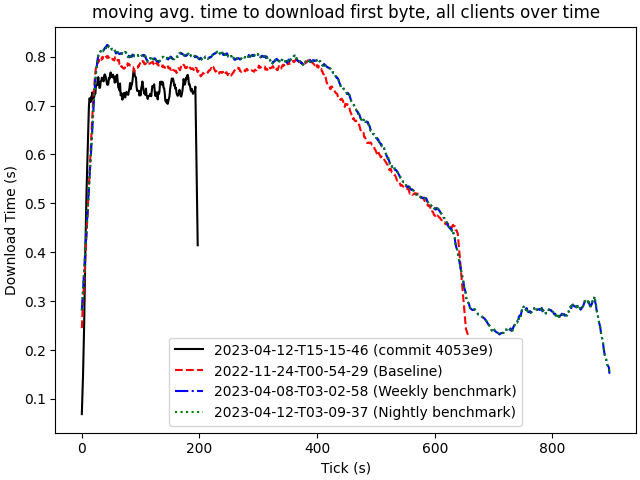 moving avg. time to download first byte, all clients over time
Download Time (s)
0.8
0.7
0.6
0.5
0.4
0.3
0.2
0.1
2023-04-12-T15-15-46 (commit 4053e9)
2022-11-24-T00-54-29 (Baseline)
2023-04-08-T03-02-58 (Weekly benchmark)
2023-04-12-T03-09-37 (Nightly benchmark)
0 200 400 600 800
Tick (s)